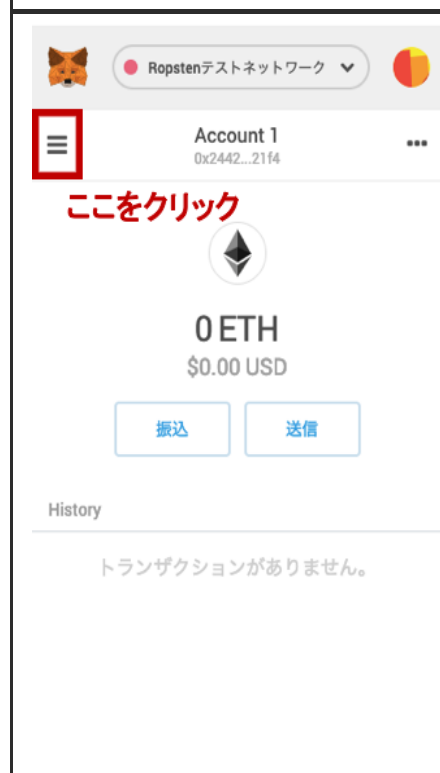 Ropstenテストネットワーク
Account 1
0x2442...21f4
ここをクリック
0 ETH
$0.00 USD
振込
送信
History
トランザクションがありません。